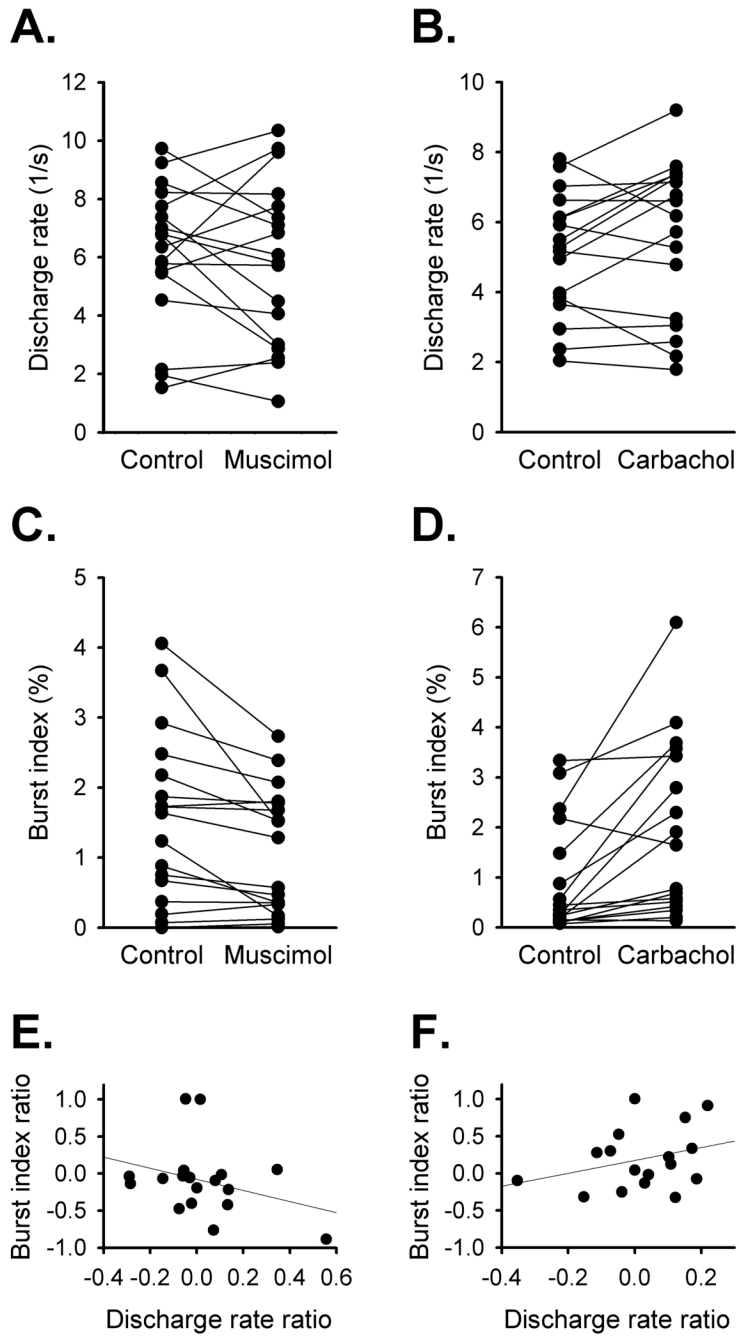 A.
B.
Discharge rate (1/s)
12
10
8
6
4
2
0
Control
Muscimol
Discharge rate (1/s)
10
8
6
4
2
0
Control
Carbachol
C.
D.
Burst index (%)
5
4
3
2
1
0
Control
Muscimol
Burst index (%)
7
6
5
4
3
2
1
0
Control
Carbachol
E.
F.
Burst index ratio
1.0
0.5
0.0
-0.5
-1.0
-0.4 -0.2 0.0 0.2 0.4 0.6
Discharge rate ratio
Burst index ratio
1.0
0.5
0.0
-0.5
-1.0
-0.4 -0.2 0.0 0.2
Discharge rate ratio